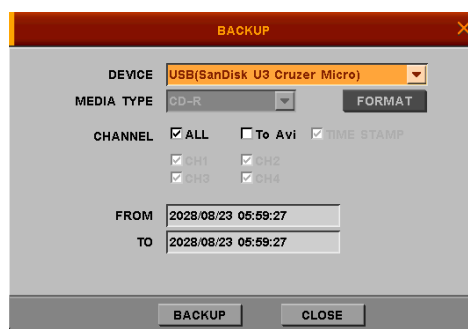 BACKUP
DEVICE USB(SanDisk U3 Cruzer Micro)
MEDIA TYPE CD-R FORMAT
CHANNEL ALL To Avi TIME STAMP
CH1 CH2
CH3 CH4
FROM 2028/08/23 05:59:27
TO 2028/08/23 05:59:27
BACKUP CLOSE